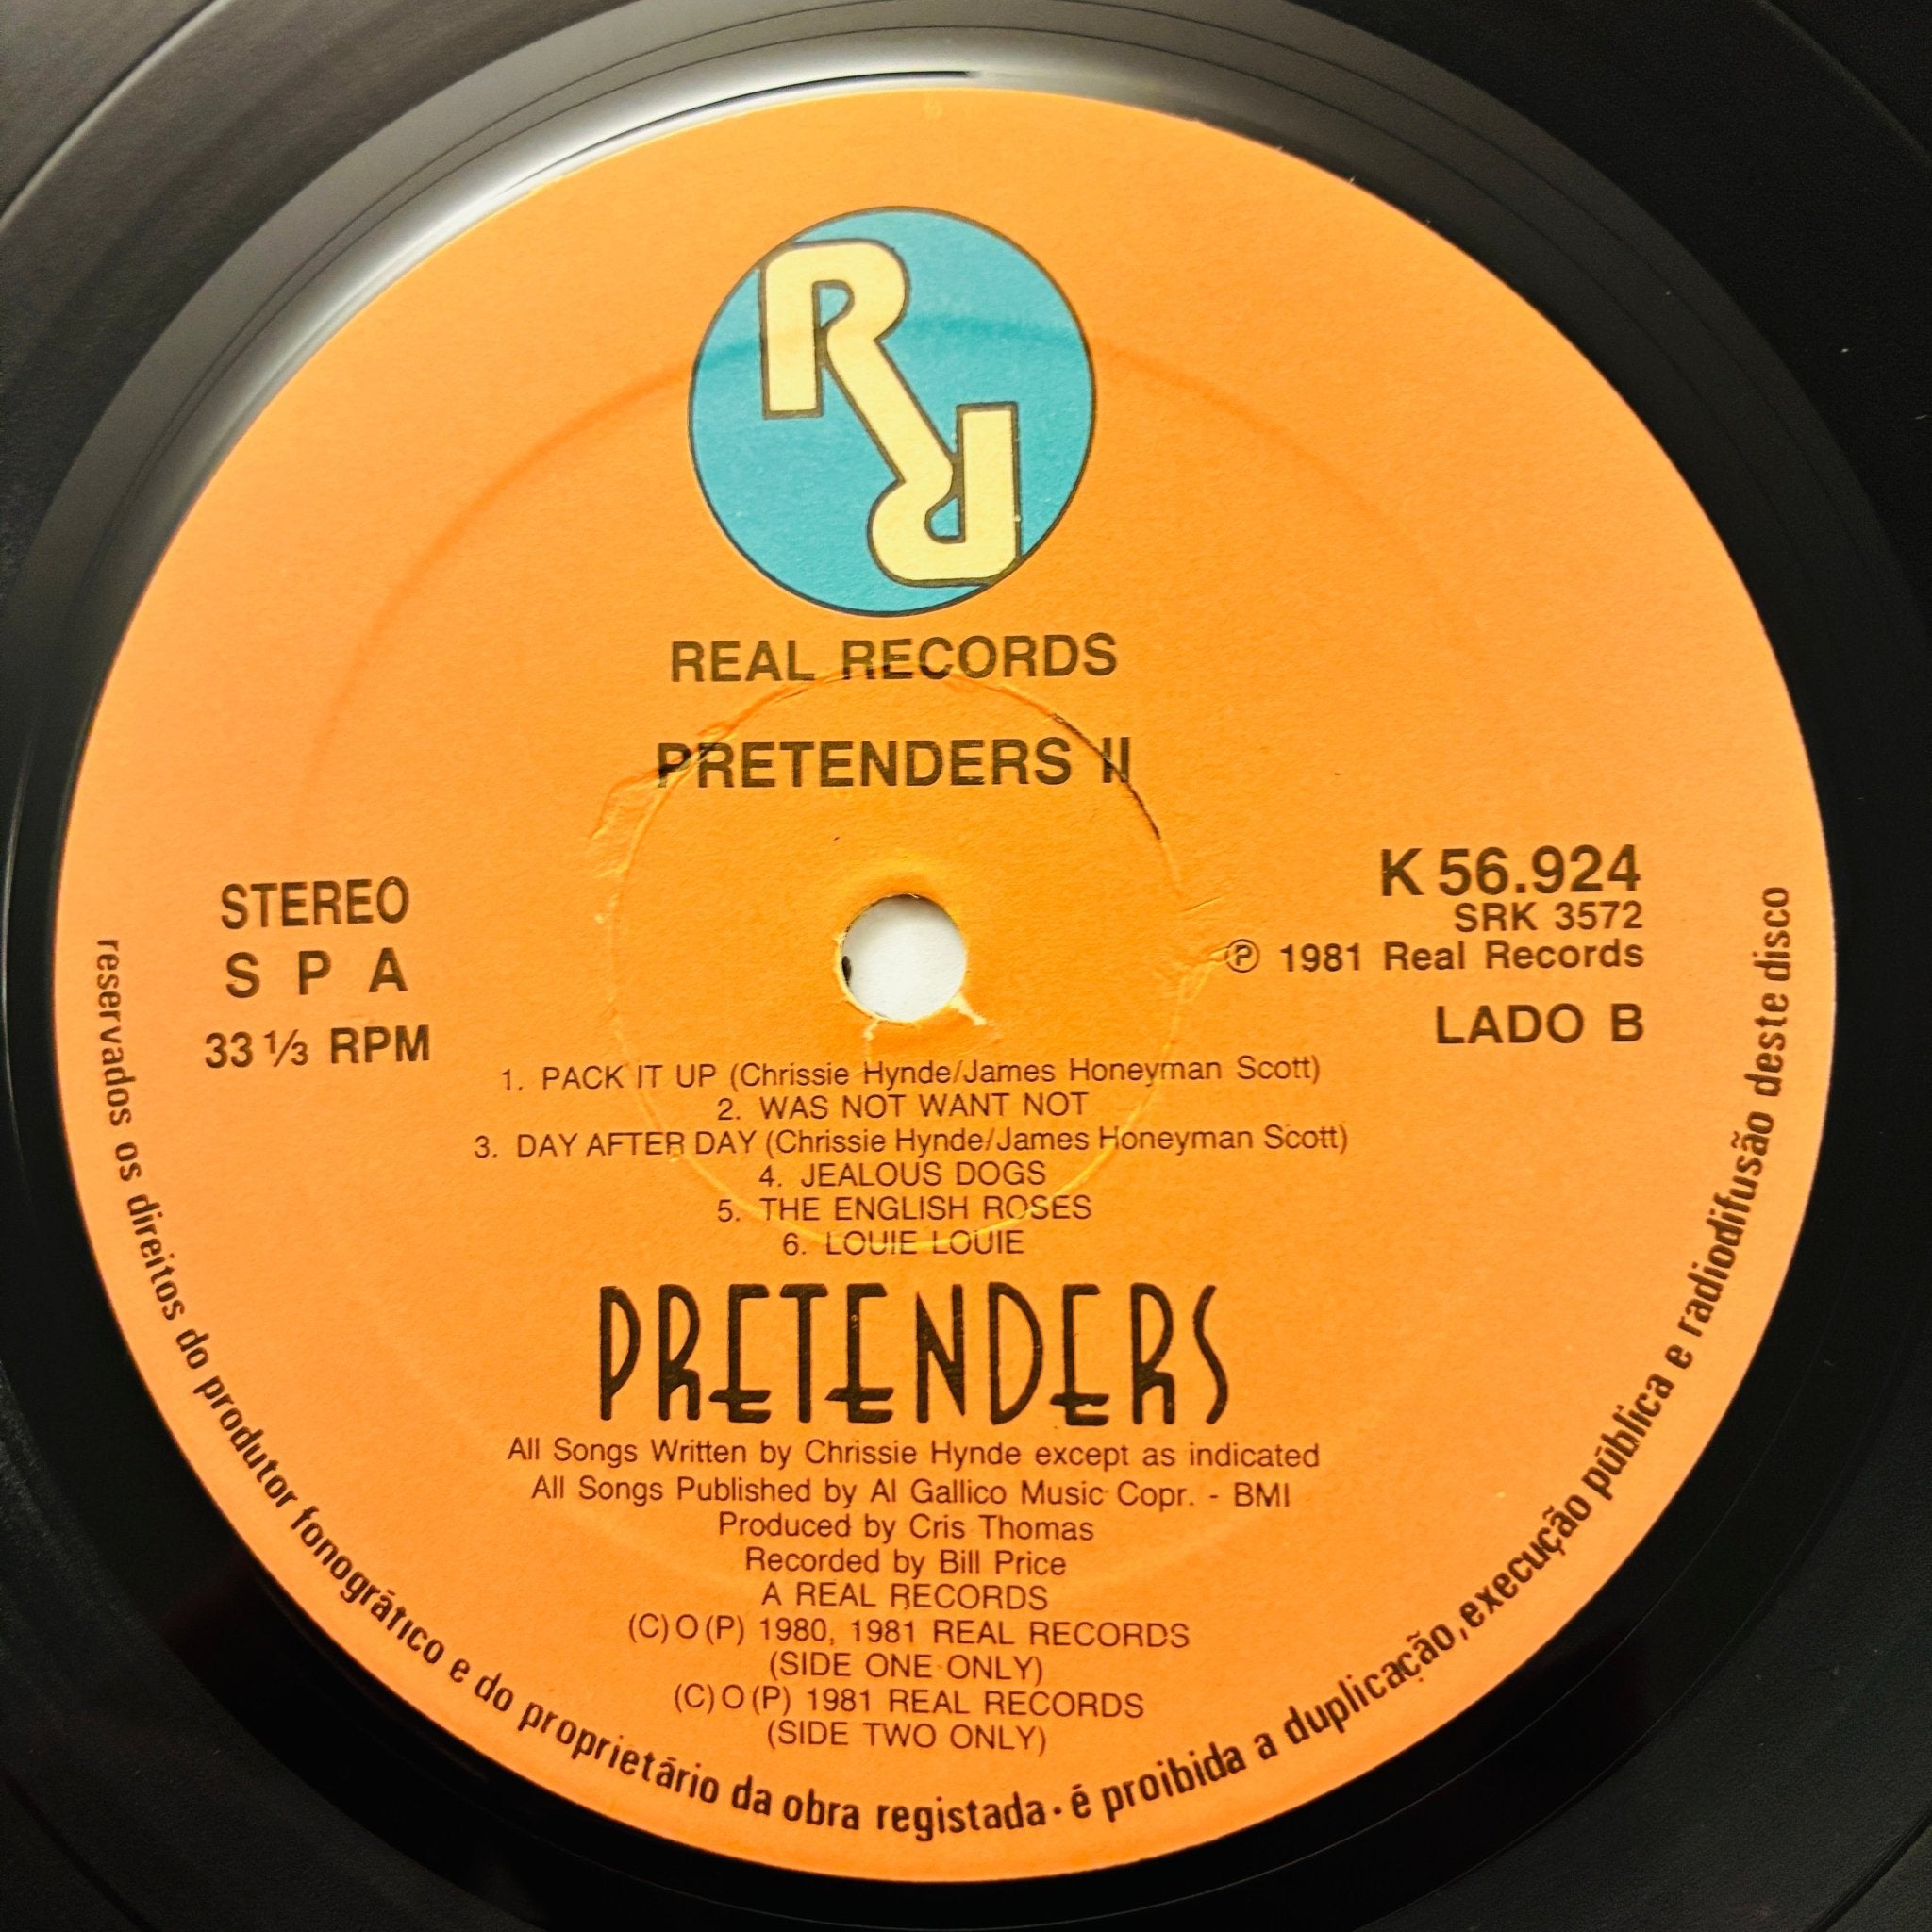 RR
REAL RECORDS
PRETENDERS II
STEREO
S P A
33 1/3 RPM
K 56.924
SRK 3572
℗ 1981 Real Records
LADO B
1. PACK IT UP (Chrissie Hynde/James Honeyman Scott)
2. WAS NOT WANT NOT
3. DAY AFTER DAY (Chrissie Hynde/James Honeyman Scott)
4. JEALOUS DOGS
5. THE ENGLISH ROSES
6. LOUIE LOUIE
PRETENDERS
All Songs Written by Chrissie Hynde except as indicated
All Songs Published by Al Gallico Music Copr. - BMI
Produced by Cris Thomas
Recorded by Bill Price
A REAL RECORDS
(C) O (P) 1980, 1981 REAL RECORDS
(SIDE ONE ONLY)
(C) O (P) 1981 REAL RECORDS
(SIDE TWO ONLY)
reservados os direitos do produtor fonográfico e do proprietário da obra registada · é proibida a duplicação, execução pública e radiodifusão deste disco